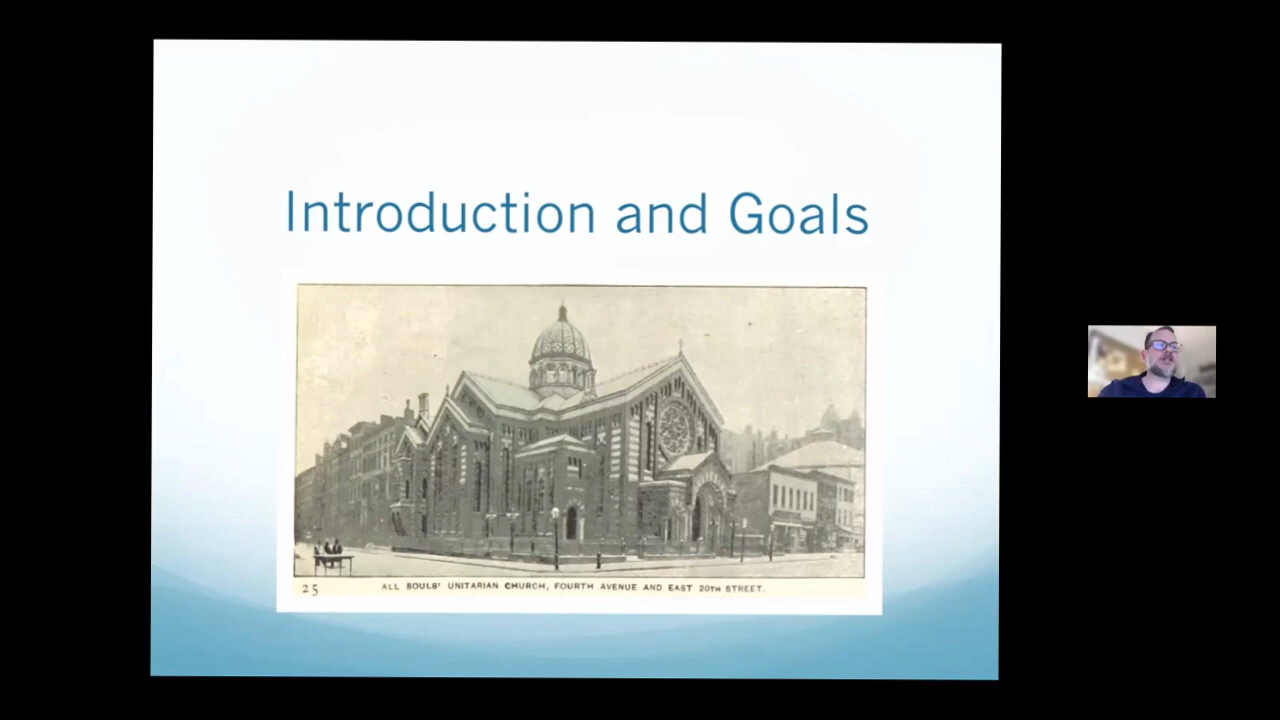 Introduction and Goals
25 ALL SOULS' UNITARIAN CHURCH, FOURTH AVENUE AND EAST 20TH STREET.